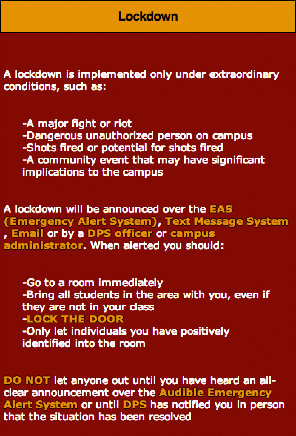 Lockdown
A lockdown is implemented only under extraordinary
conditions, such as:
-A major fight or riot
-Dangerous unauthorized person on campus
-Shots fired or potential for shots fired
-A community event that may have significant
implications to the campus
A lockdown will be announced over the EAS
(Emergency Alert System), Text Message System
, Email or by a DPS officer or campus
administrator. When alerted you should:
-Go to a room immediately
-Bring all students in the area with you, even if
they are not in your class
-LOCK THE DOOR
-Only let individuals you have positively
identified into the room
DO NOT let anyone out until you have heard an all-
clear announcement over the Audible Emergency
Alert System or until DPS has notified you in person
that the situation has been resolved